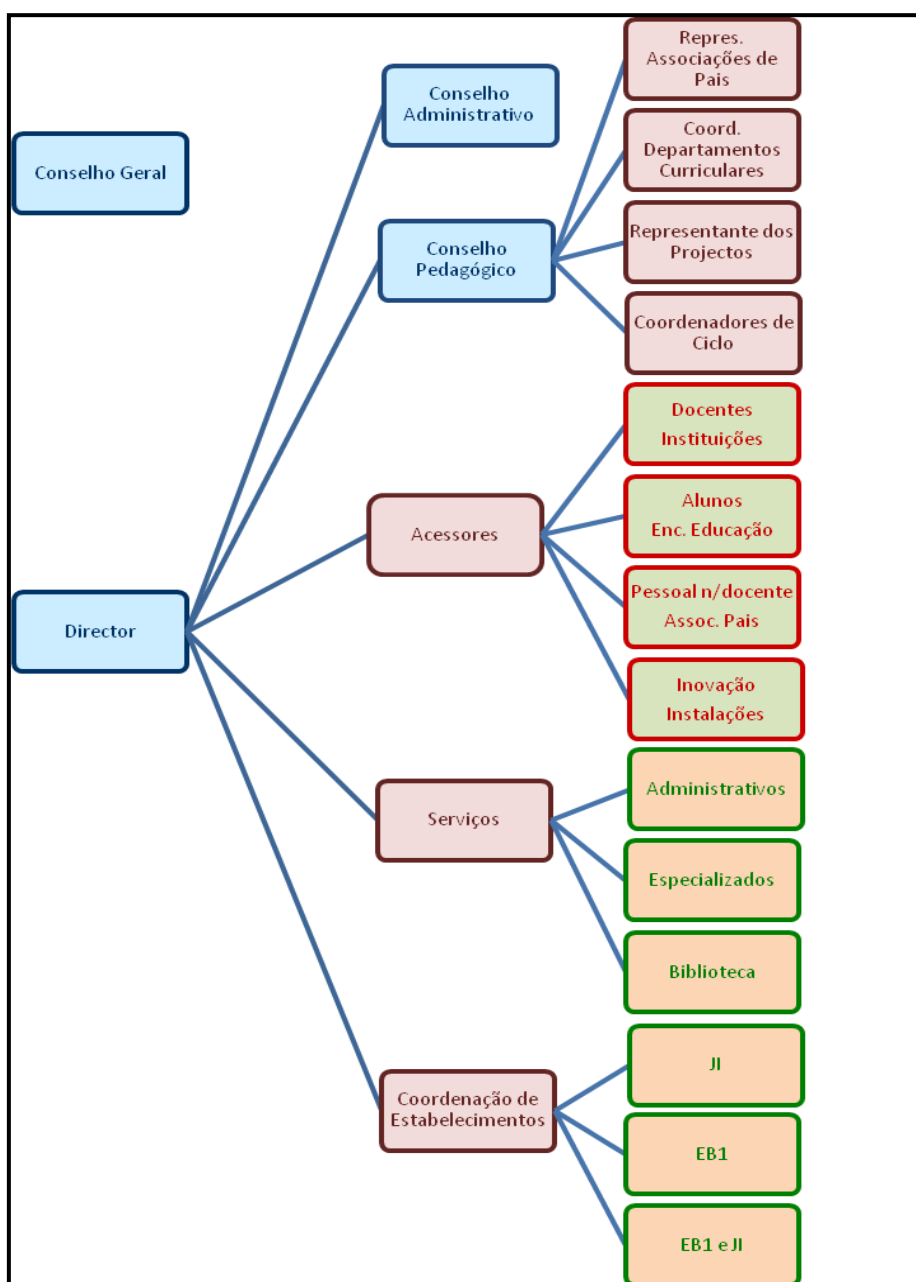 Conselho Geral
Director
Conselho
Administrativo
Conselho
Pedagógico
Acessores
Serviços
Coordenação de
Estabelecimentos
Repres.
Associações de
Pais
Coord.
Departamentos
Curriculares
Representante dos
Projectos
Coordenadores de
Ciclo
Docentes
Instituições
Alunos
Enc. Educação
Pessoal n/docente
Assoc. Pais
Inovação
Instalações
Administrativos
Especializados
Biblioteca
JI
EB1
EB1 e JI